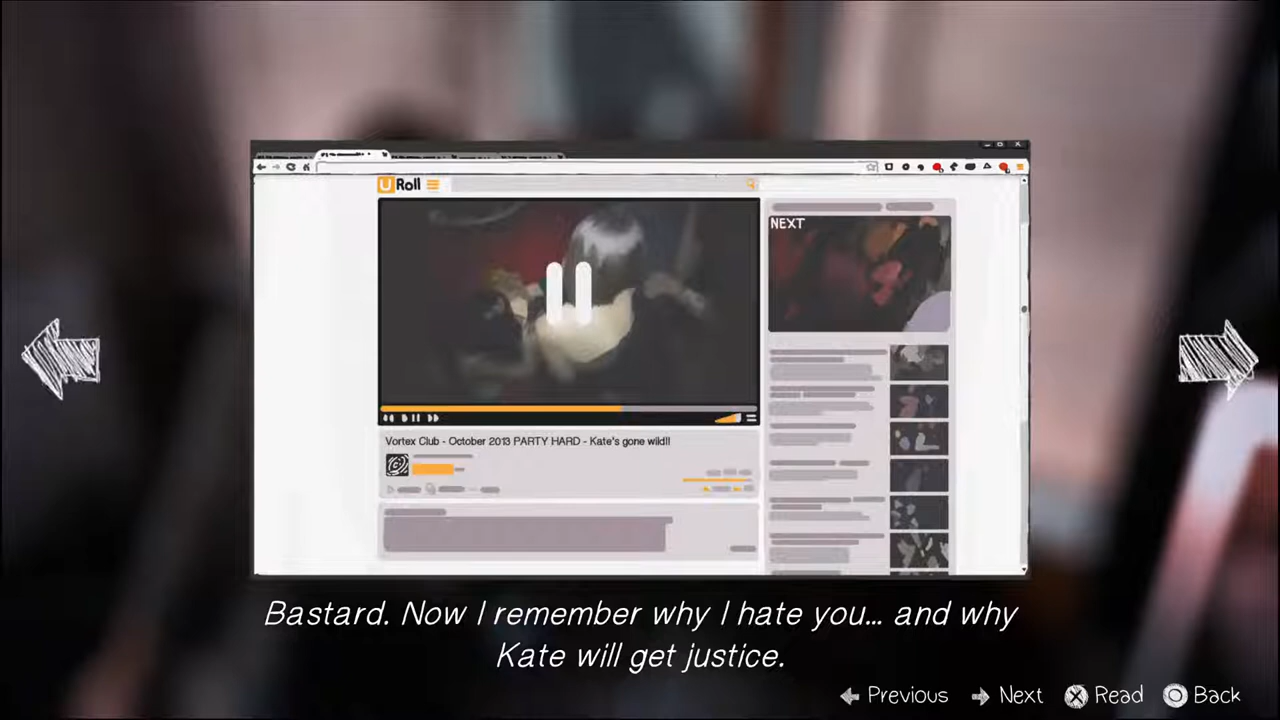 U Roll
NEXT
Vortex Club - October 2013 PARTY HARD - Kate's gone wild!!
Bastard. Now I remember why I hate you... and why
Kate will get justice.
Previous Next Read Back